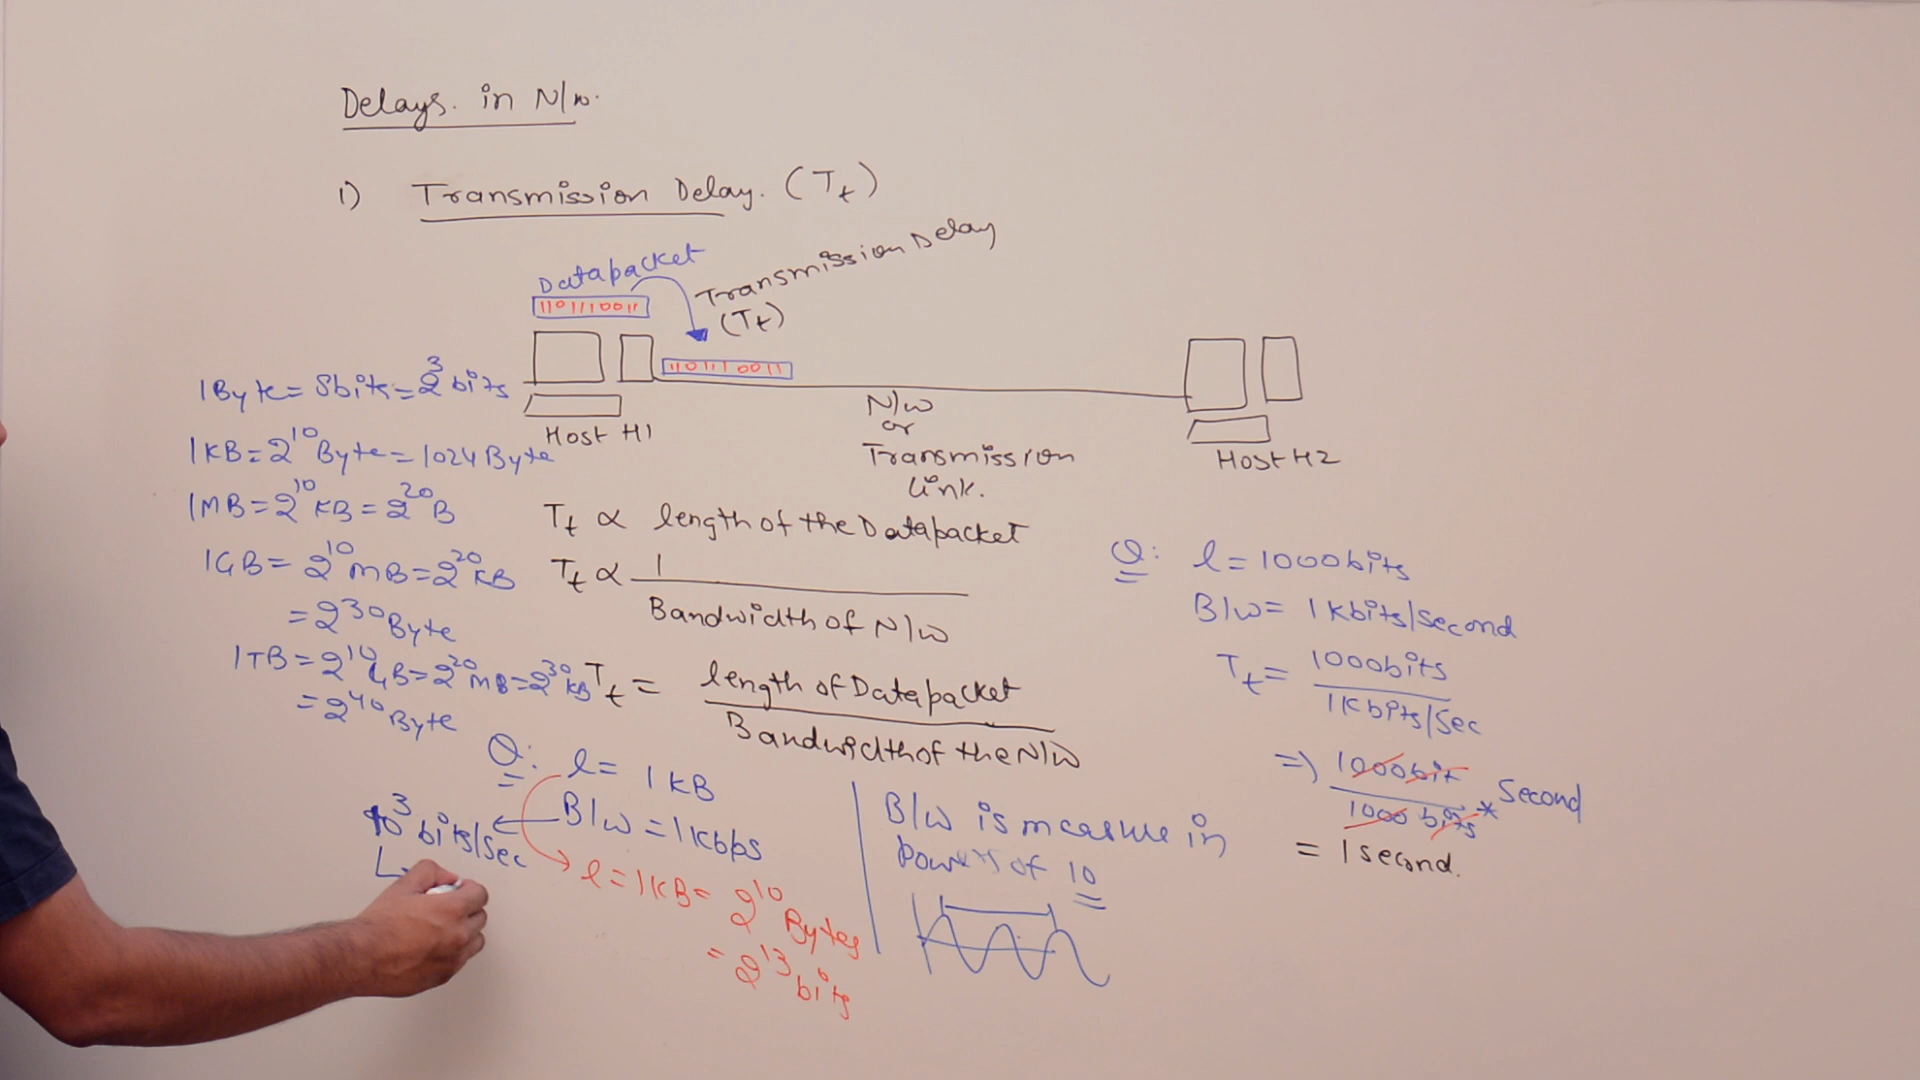 Delays. in N/w.
1) Transmission Delay. (Tt)
Datapacket
Transmission Delay
(Tt)
1101110011
1101110011
Host H1
N/w
or
Transmission
link.
Host H2
1Byte = 8bits = 2^3 bits
1KB = 2^10 Byte = 1024 Byte
1MB = 2^10 KB = 2^20 B
1GB = 2^10 MB = 2^20 KB
= 2^30 Byte
1TB = 2^10 GB = 2^20 MB = 2^30 KB
= 2^40 Byte
Tt ∝ length of the Datapacket
Tt ∝ 1
Bandwidth of N/w
Tt = length of Datapacket
Bandwidth of the N/w
Q: l = 1KB
B/w = 1Kbps
10^3 bits/sec
l = 1KB = 2^10 Bytes
= 2^13 bits
B/w is measure in
Powers of 10
Q: l = 1000bits
B/w = 1Kbits/second
Tt = 1000bits
1Kbits/sec
=> 1000bit
1000 bits * Second
= 1second.